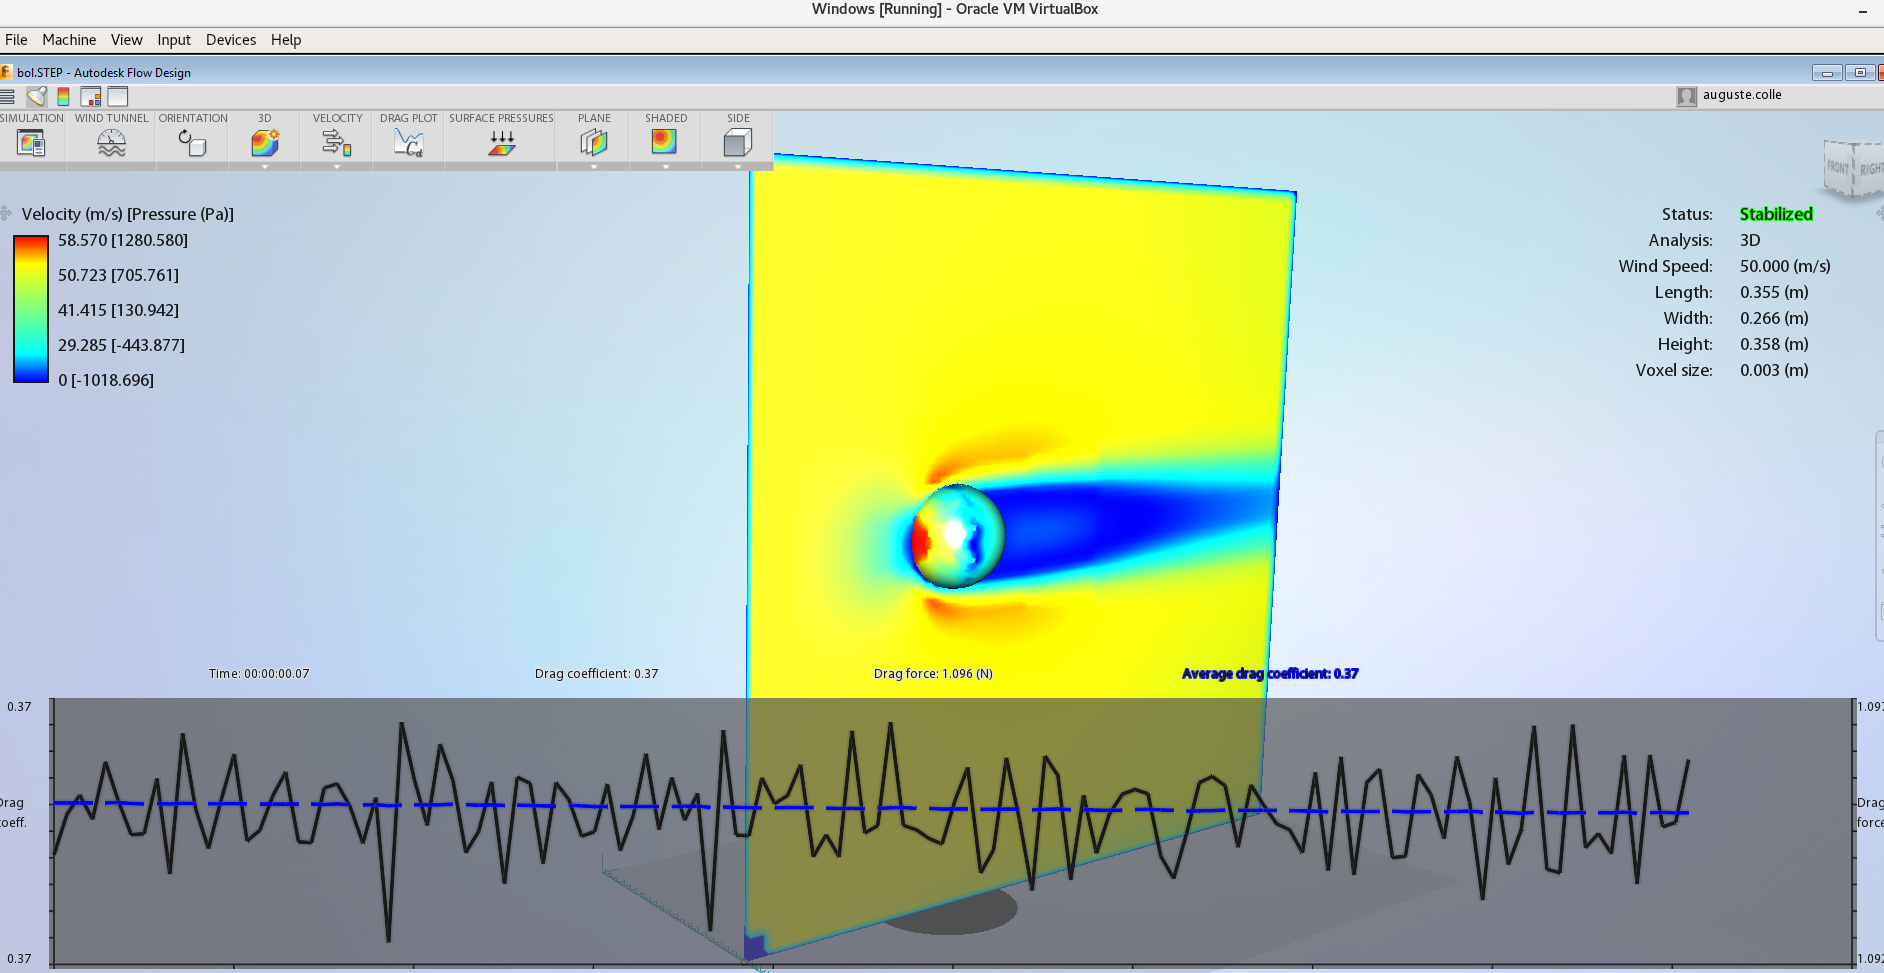 Windows [Running] - Oracle VM VirtualBox
File Machine View Input Devices Help
bol.STEP - Autodesk Flow Design
auguste.colle
SIMULATION WIND TUNNEL ORIENTATION 3D VELOCITY DRAG PLOT SURFACE PRESSURES PLANE SHADED SIDE
FRONT RIGHT
Velocity (m/s) [Pressure (Pa)]
58.570 [1280.580]
50.723 [705.761]
41.415 [130.942]
29.285 [-443.877]
0 [-1018.696]
Status: Stabilized
Analysis: 3D
Wind Speed: 50.000 (m/s)
Length: 0.355 (m)
Width: 0.266 (m)
Height: 0.358 (m)
Voxel size: 0.003 (m)
Time: 00:00:00.07 Drag coefficient: 0.37 Drag force: 1.096 (N) Average drag coefficient: 0.37
0.37 1.097
Drag Drag
coeff. force
0.37 1.092